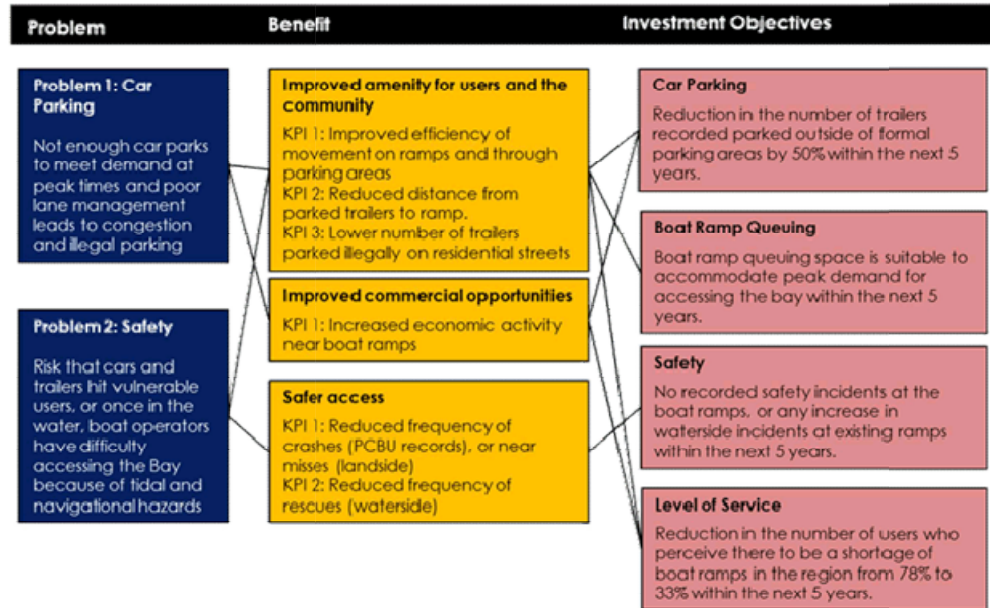 Problem
Benefit
Investment Objectives
Problem 1: Car
Parking
Not enough car parks
to meet demand at
peak times and poor
lane management
leads to congestion
and illegal parking
Problem 2: Safety
Risk that cars and
trailers hit vulnerable
users, or once in the
water, boat operators
have difficulty
accessing the Bay
because of tidal and
navigational hazards
Improved amenity for users and the
community
KPI 1: Improved efficiency of
movement on ramps and through
parking areas
KPI 2: Reduced distance from
parked trailers to ramp.
KPI 3: Lower number of trailers
parked illegally on residential streets
Improved commercial opportunities
KPI 1: Increased economic activity
near boat ramps
Safer access
KPI 1: Reduced frequency of
crashes (PCBU records), or near
misses (landside)
KPI 2: Reduced frequency of
rescues (waterside)
Car Parking
Reduction in the number of trailers
recorded parked outside of formal
parking areas by 50% within the next 5
years.
Boat Ramp Queuing
Boat ramp queuing space is suitable to
accommodate peak demand for
accessing the bay within the next 5
years.
Safety
No recorded safety incidents at the
boat ramps, or any increase in
waterside incidents at existing ramps
within the next 5 years.
Level of Service
Reduction in the number of users who
perceive there to be a shortage of
boat ramps in the region from 78% to
33% within the next 5 years.